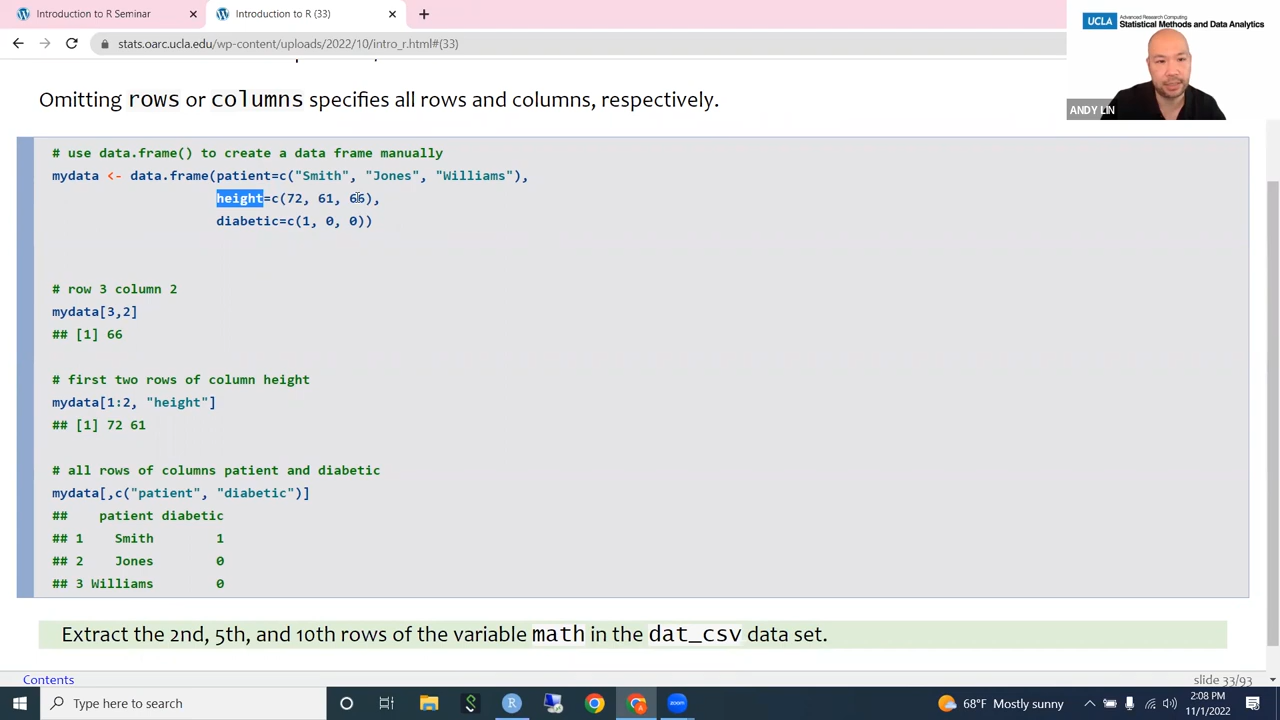 Introduction to R Seminar
Introduction to R (33)
stats.oarc.ucla.edu/wp-content/uploads/2022/10/intro_r.html#(33)
UCLA Advanced Research Computing
Statistical Methods and Data Analytics
ANDY LIN
Omitting rows or columns specifies all rows and columns, respectively.
# use data.frame() to create a data frame manually
mydata <- data.frame(patient=c("Smith", "Jones", "Williams"),
height=c(72, 61, 66),
diabetic=c(1, 0, 0))
# row 3 column 2
mydata[3,2]
## [1] 66
# first two rows of column height
mydata[1:2, "height"]
## [1] 72 61
# all rows of columns patient and diabetic
mydata[,c("patient", "diabetic")]
##    patient diabetic
## 1    Smith        1
## 2    Jones        0
## 3 Williams        0
Extract the 2nd, 5th, and 10th rows of the variable math in the dat_csv data set.
Contents
slide 33/93
Type here to search
68°F Mostly sunny
2:08 PM
11/1/2022